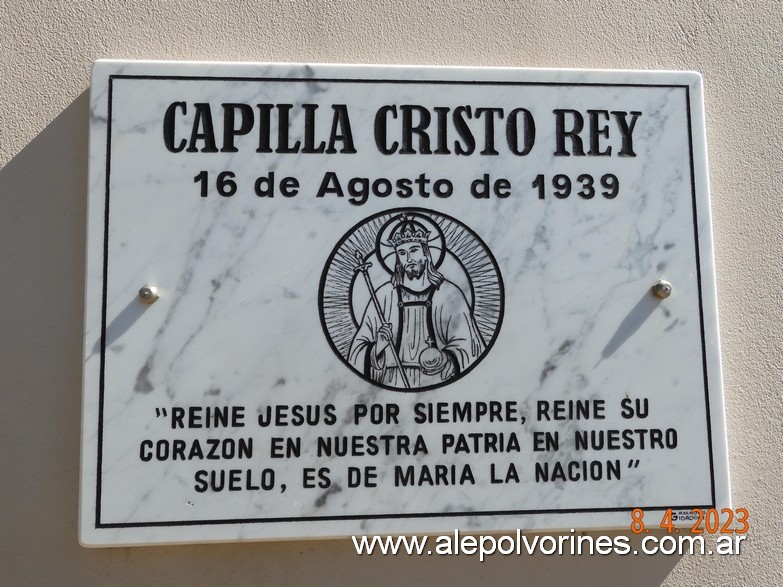 CAPILLA CRISTO REY
16 de Agosto de 1939
"REINE JESUS POR SIEMPRE, REINE SU
CORAZON EN NUESTRA PATRIA EN NUESTRO
SUELO, ES DE MARIA LA NACION"
8. 4. 2023
www.alepolvorines.com.ar